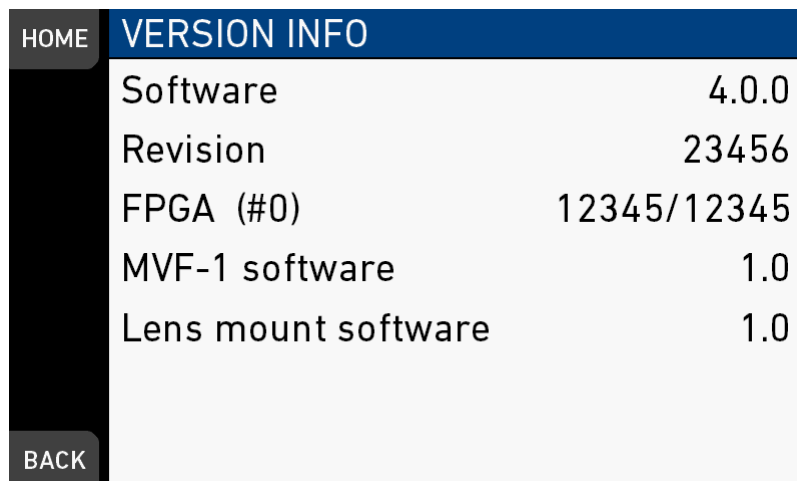 HOME VERSION INFO
Software 4.0.0
Revision 23456
FPGA (#0) 12345/12345
MVF-1 software 1.0
Lens mount software 1.0
BACK